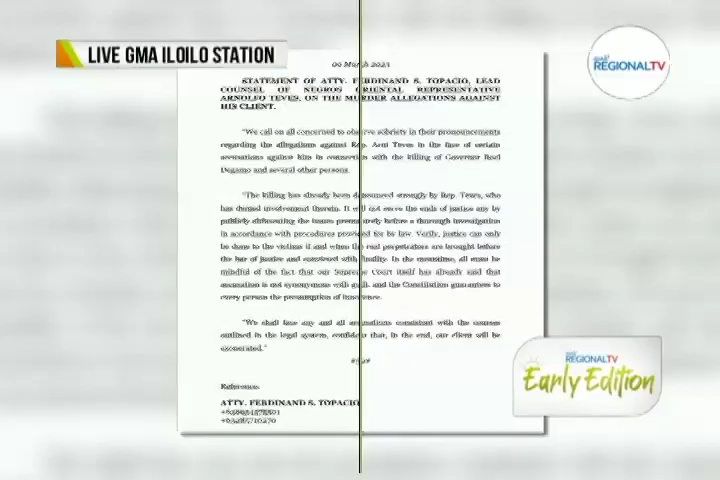 LIVE GMA ILOILO STATION
GMA
REGIONALTV
09 March 2023
STATEMENT OF ATTY. FERDINAND S. TOPACIO, LEAD
COUNSEL OF NEGROS ORIENTAL REPRESENTATIVE
ARNOLFO TEVES, ON THE MURDER ALLEGATIONS AGAINST
HIS CLIENT.
"We call on all concerned to observe sobriety in their pronouncements
regarding the allegations against Rep. Arni Teves in the face of certain
accusations against him in connection with the killing of Governor Roel
Degamo and several other persons.
"The killing has already been denounced strongly by Rep. Teves, who
has denied involvement therein. It will not serve the ends of justice any by
publicly obfuscating the issues prematurely before a thorough investigation
in accordance with procedures provided for by law. Verily, justice can only
be done to the victims if and when the real perpetrators are brought before
the bar of justice and convicted with finality. In the meantime, all must be
mindful of the fact that our Supreme Court itself has already said that
accusation is not synonymous with guilt, and the Constitution guarantees to
every person the presumption of innocence.
"We shall face any and all accusations consistent with the courses
outlined in the legal system, confident that, in the end, our client will be
exonerated."
Reference:
ATTY. FERDINAND S. TOPACIO
GMA
REGIONALTV
Early Edition